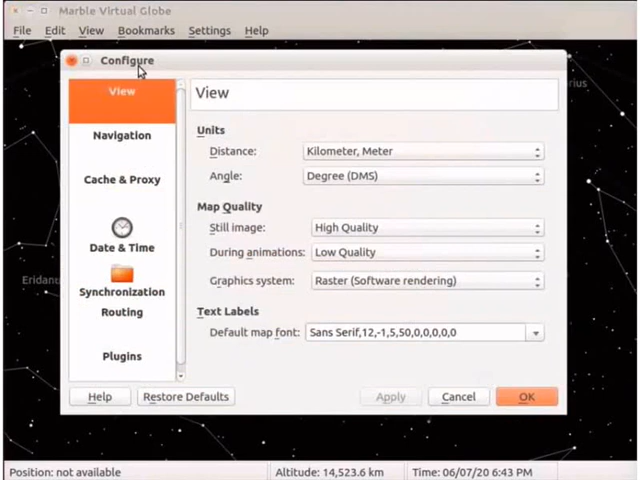 Marble Virtual Globe
File Edit View Bookmarks Settings Help
Configure
View
Navigation
Cache & Proxy
Date & Time
Synchronization
Routing
Plugins
View
Units
Distance: Kilometer, Meter
Angle: Degree (DMS)
Map Quality
Still image: High Quality
During animations: Low Quality
Graphics system: Raster (Software rendering)
Text Labels
Default map font: Sans Serif,12,-1,5,50,0,0,0,0,0
Help Restore Defaults Apply Cancel OK
Eridanu
Position: not available Altitude: 14,523.6 km Time: 06/07/20 6:43 PM